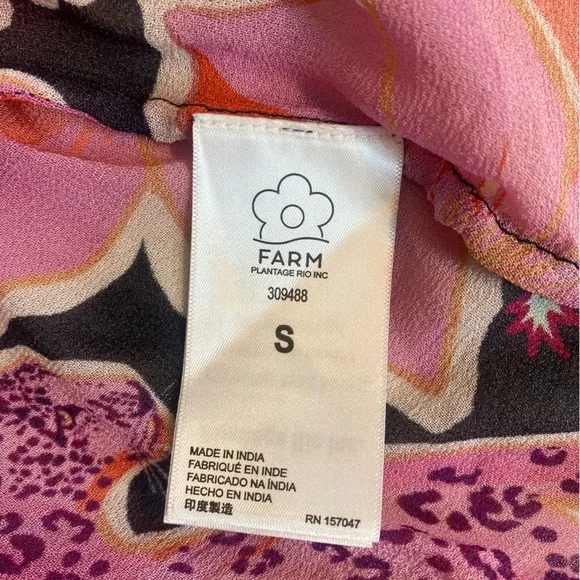 FARM
PLANTAGE RIO INC
309488
S
MADE IN INDIA
FABRIQUÉ EN INDE
FABRICADO NA ÍNDIA
HECHO EN INDIA
印度製造
RN 157047